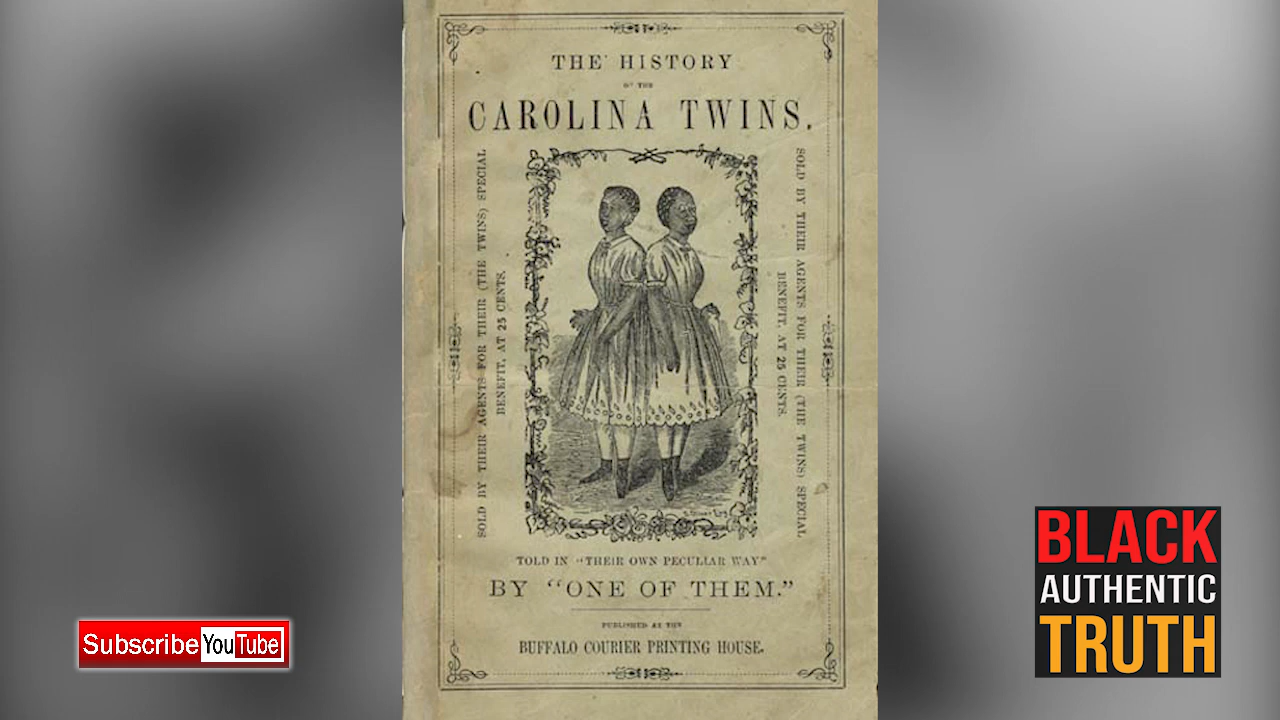 THE HISTORY
OF THE
CAROLINA TWINS.
SOLD BY THEIR AGENTS FOR THEIR (THE TWINS) SPECIAL
BENEFIT, AT 25 CENTS.
SOLD BY THEIR AGENTS FOR THEIR (THE TWINS) SPECIAL
BENEFIT, AT 25 CENTS.
TOLD IN "THEIR OWN PECULIAR WAY"
BY "ONE OF THEM."
PUBLISHED AT THE
BUFFALO COURIER PRINTING HOUSE.
Subscribe YouTube
BLACK
AUTHENTIC
TRUTH